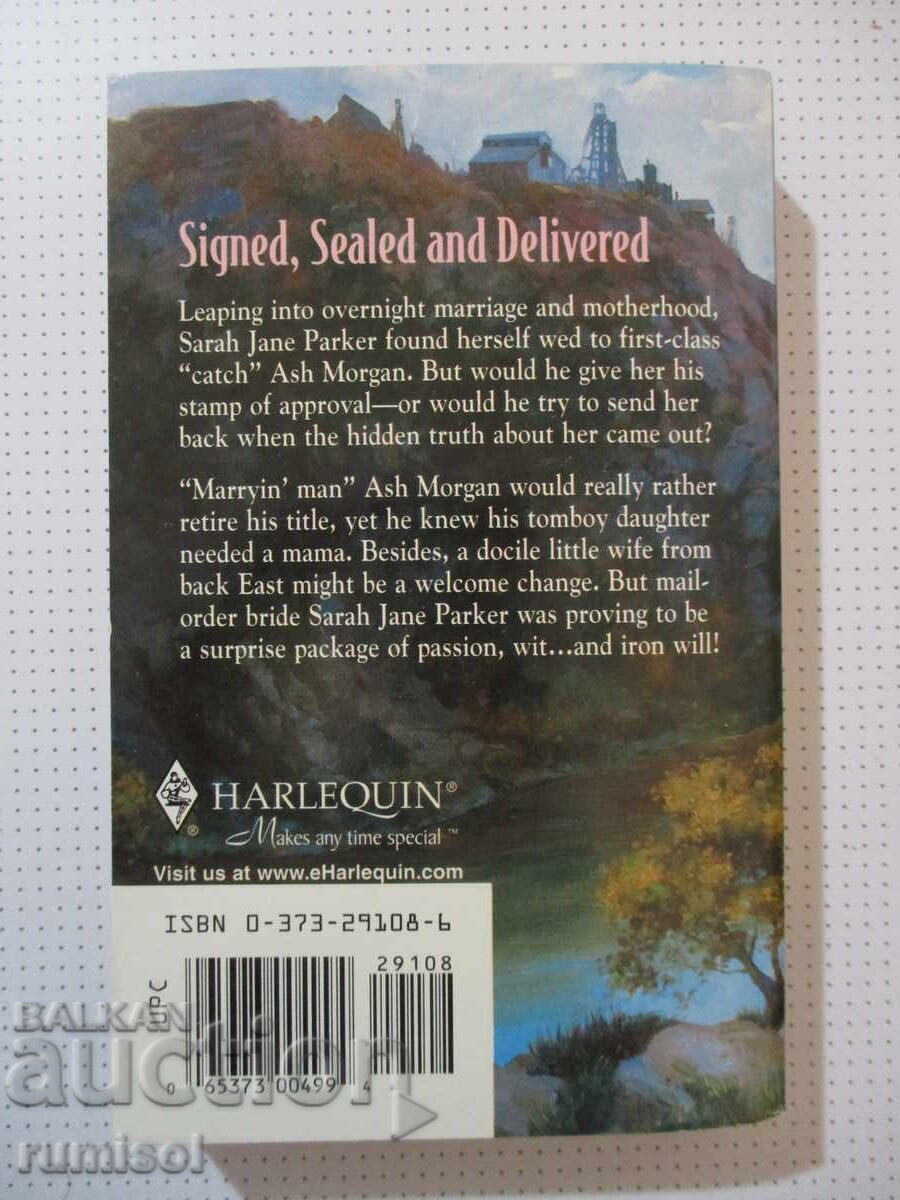 Signed, Sealed and Delivered
Leaping into overnight marriage and motherhood,
Sarah Jane Parker found herself wed to first-class
“catch” Ash Morgan. But would he give her his
stamp of approval—or would he try to send her
back when the hidden truth about her came out?
“Marryin’ man” Ash Morgan would really rather
retire his title, yet he knew his tomboy daughter
needed a mama. Besides, a docile little wife from
back East might be a welcome change. But mail-
order bride Sarah Jane Parker was proving to be
a surprise package of passion, wit...and iron will!
HARLEQUIN®
®
Makes any time special™
Visit us at www.eHarlequin.com
ISBN 0-373-29108-6
29108
UPC
0 65373 00499 4
BALKAN
auction
rumisol